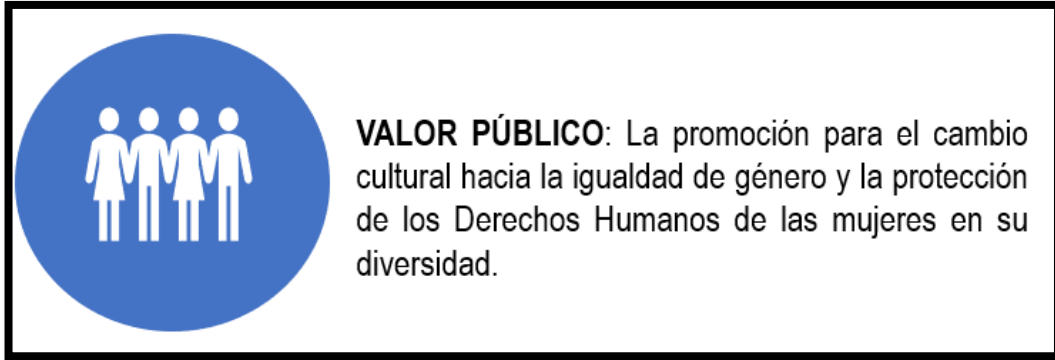 VALOR PÚBLICO: La promoción para el cambio
cultural hacia la igualdad de género y la protección
de los Derechos Humanos de las mujeres en su
diversidad.